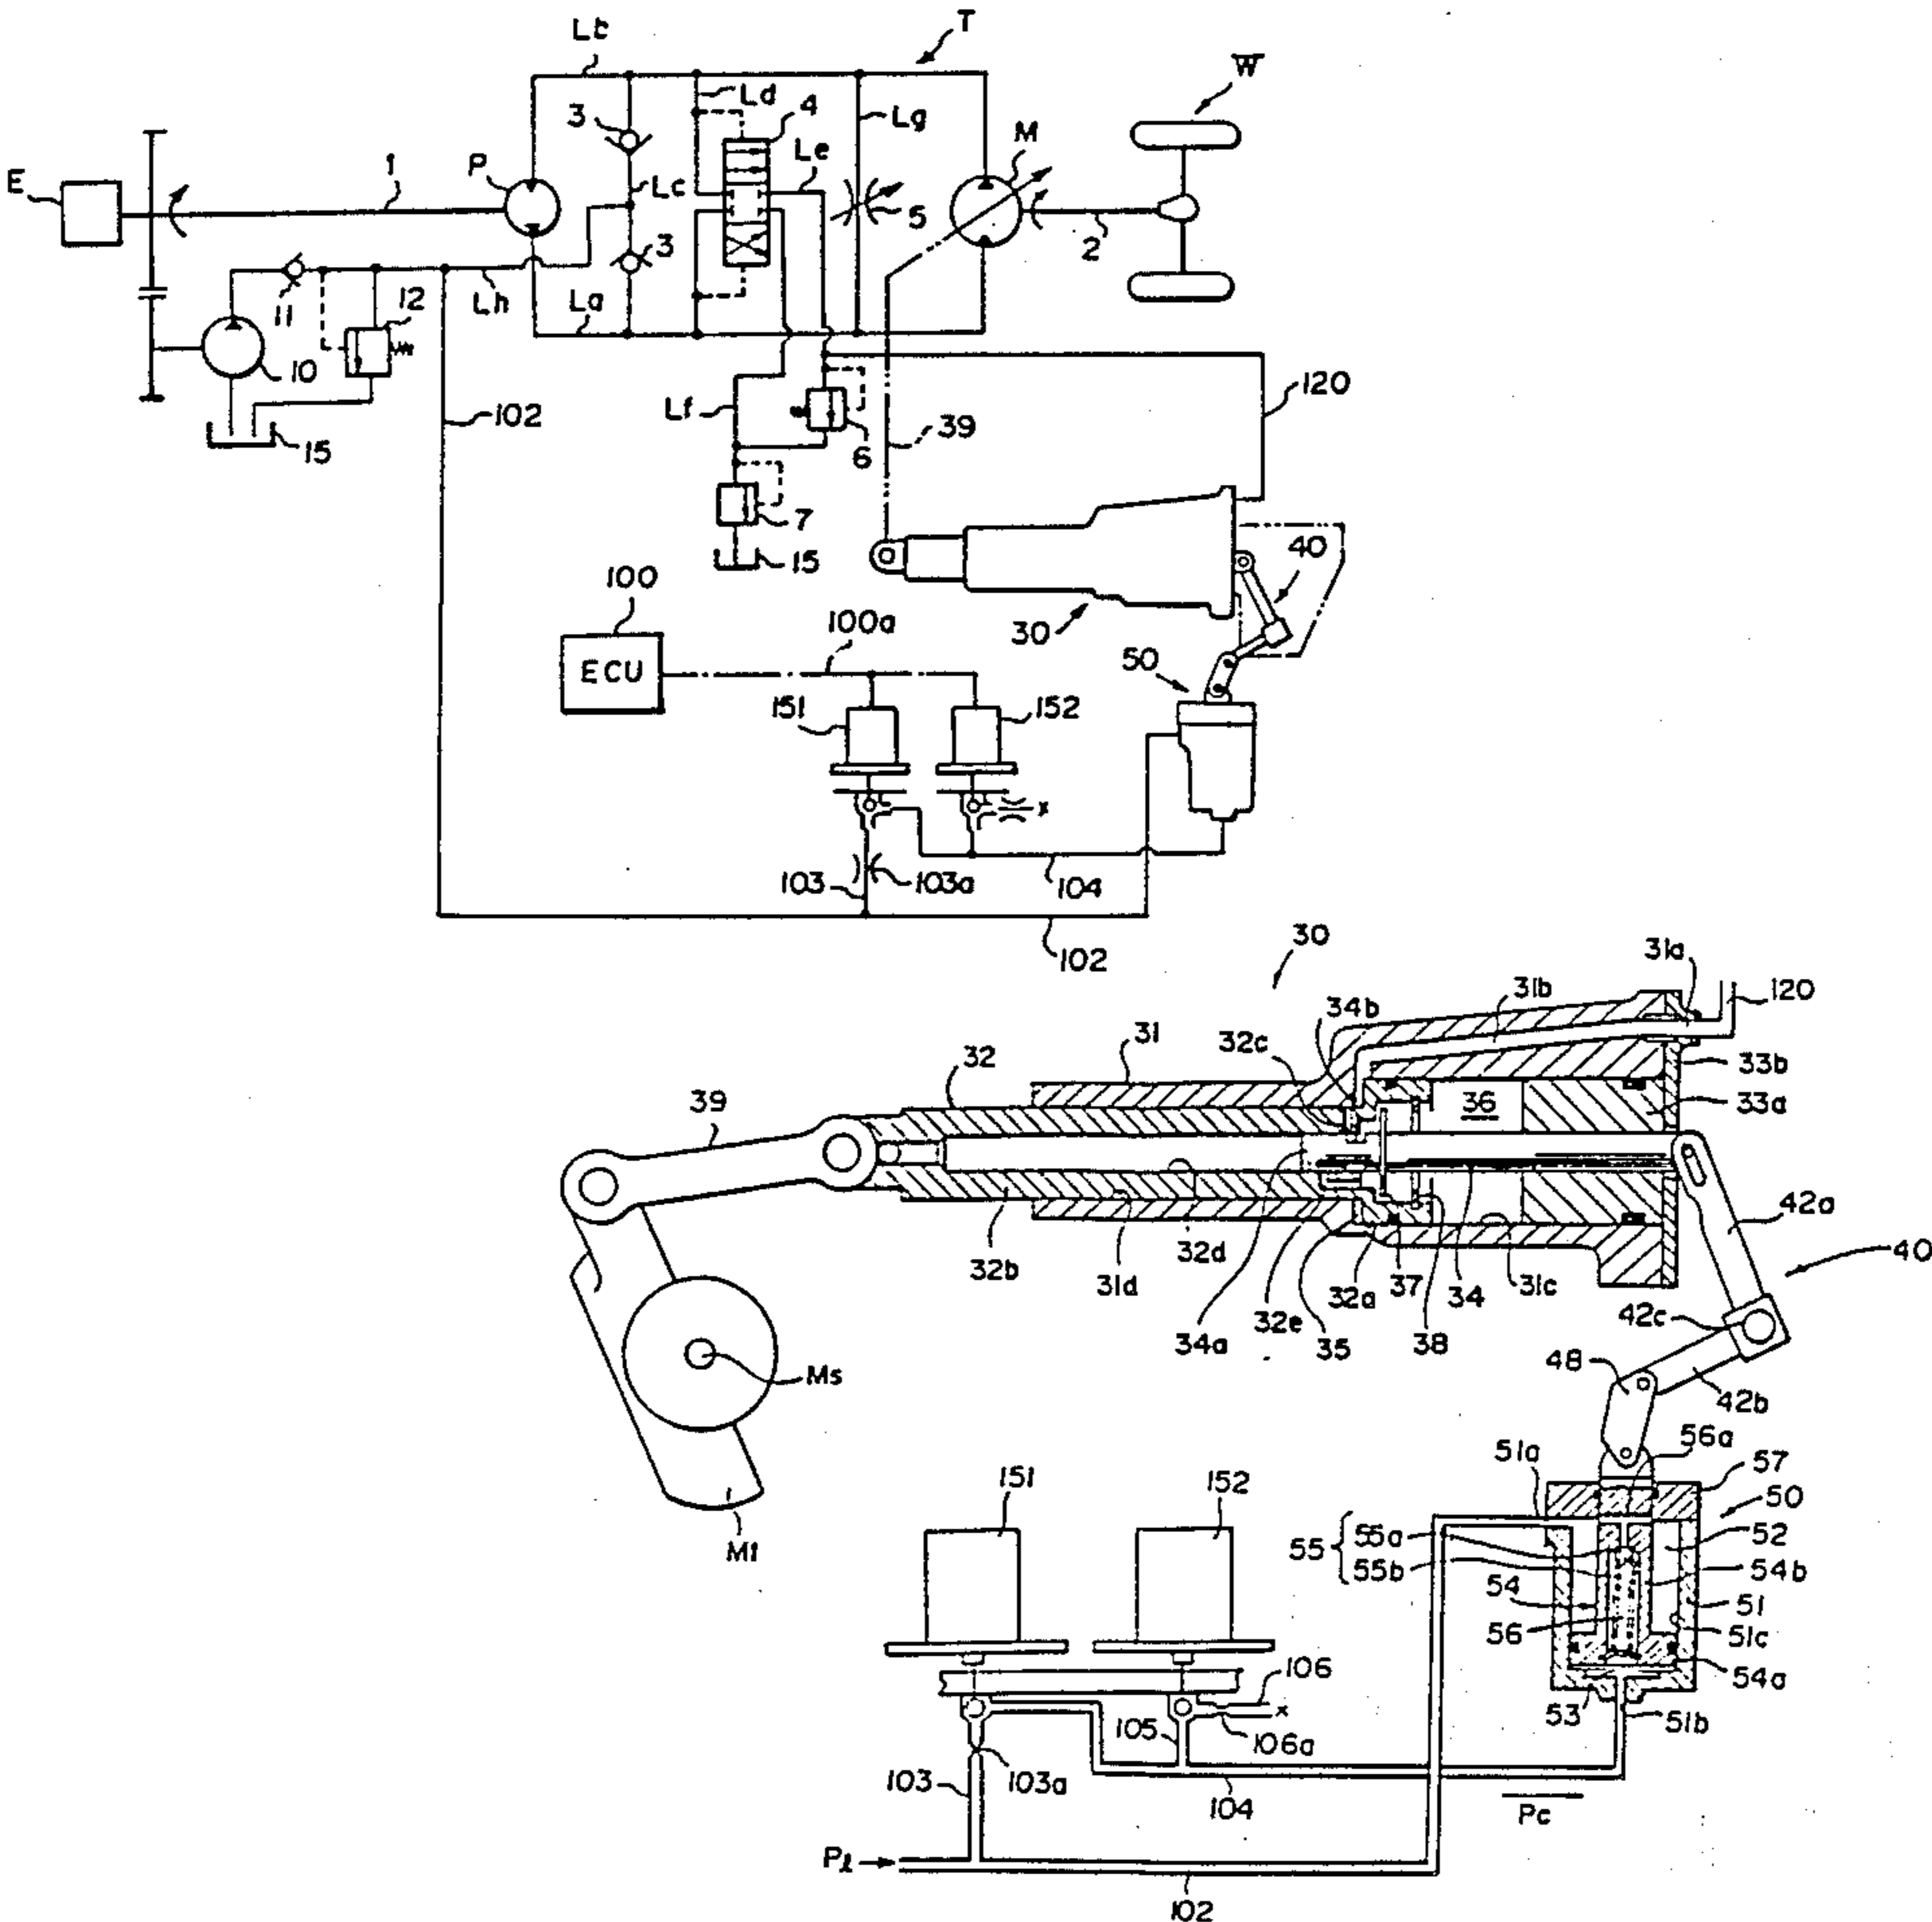 Lb
T
W
3
Ld
4
Lg
M
Le
E
1
P
Lc
5
2
3
11
Lh
12
La
10
102
Lf
39
120
15
6
7
15
40
100
100a
30
ECU
50
151
152
x
103
103a
104
102
30
31a
31b
120
34b
31
32c
33b
32
36
33a
39
42a
40
32b
31d
32d
32a
37
34
31c
32e
34a
35
38
42c
Ms
48
42b
56a
51a
57
151
152
50
M1
55
55a
52
55b
54b
54
51
56
51c
106
54a
x
53
105
51b
106a
103
103a
104
Pc
Pl
102